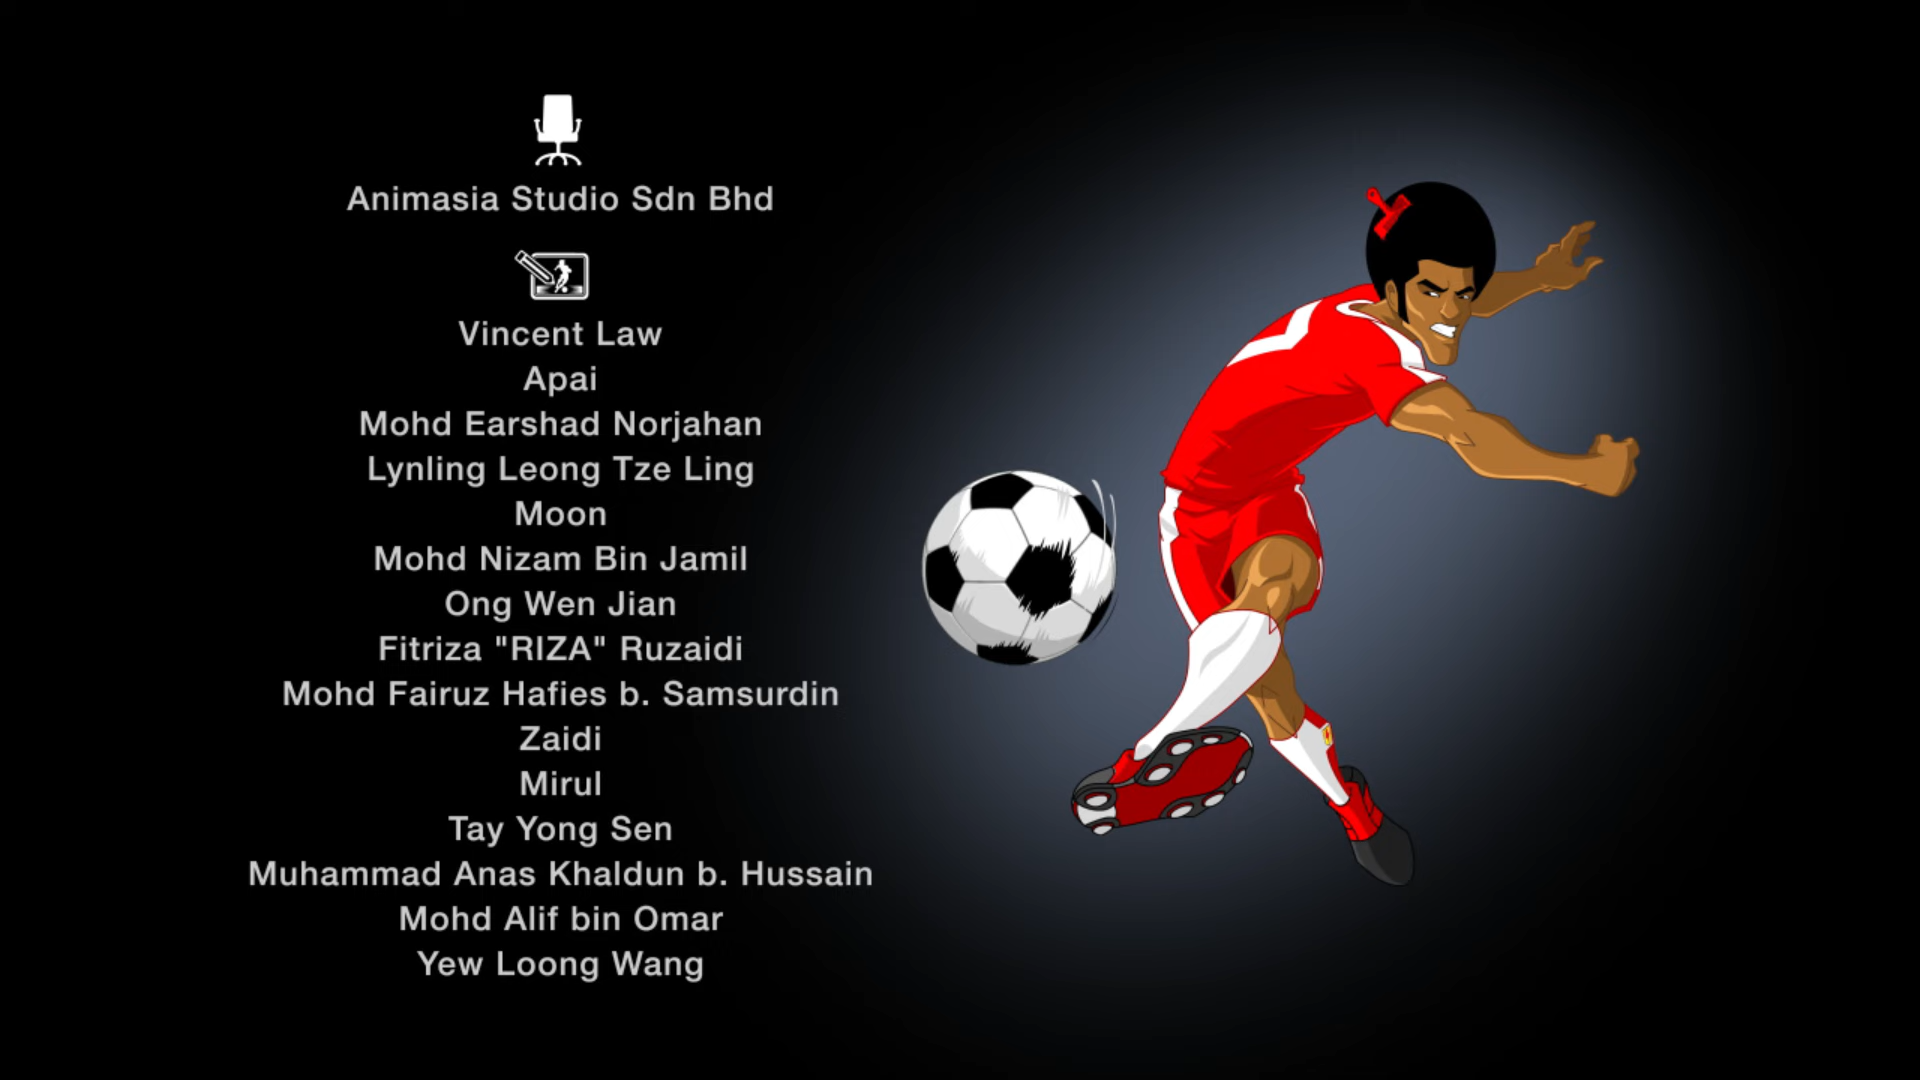 Animasia Studio Sdn Bhd
Vincent Law
Apai
Mohd Earshad Norjahan
Lynling Leong Tze Ling
Moon
Mohd Nizam Bin Jamil
Ong Wen Jian
Fitriza "RIZA" Ruzaidi
Mohd Fairuz Hafies b. Samsurdin
Zaidi
Mirul
Tay Yong Sen
Muhammad Anas Khaldun b. Hussain
Mohd Alif bin Omar
Yew Loong Wang